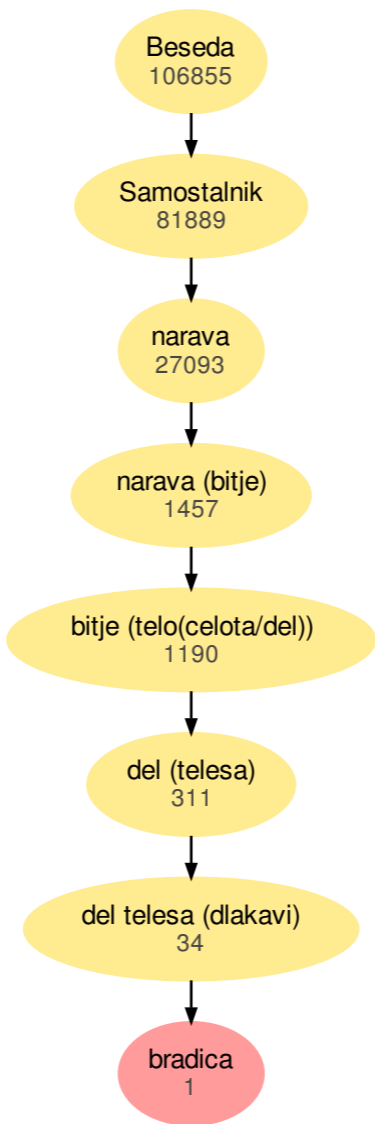 Beseda
106855
Samostalnik
81889
narava
27093
narava (bitje)
1457
bitje (telo(celota/del))
1190
del (telesa)
311
del telesa (dlakavi)
34
bradica
1